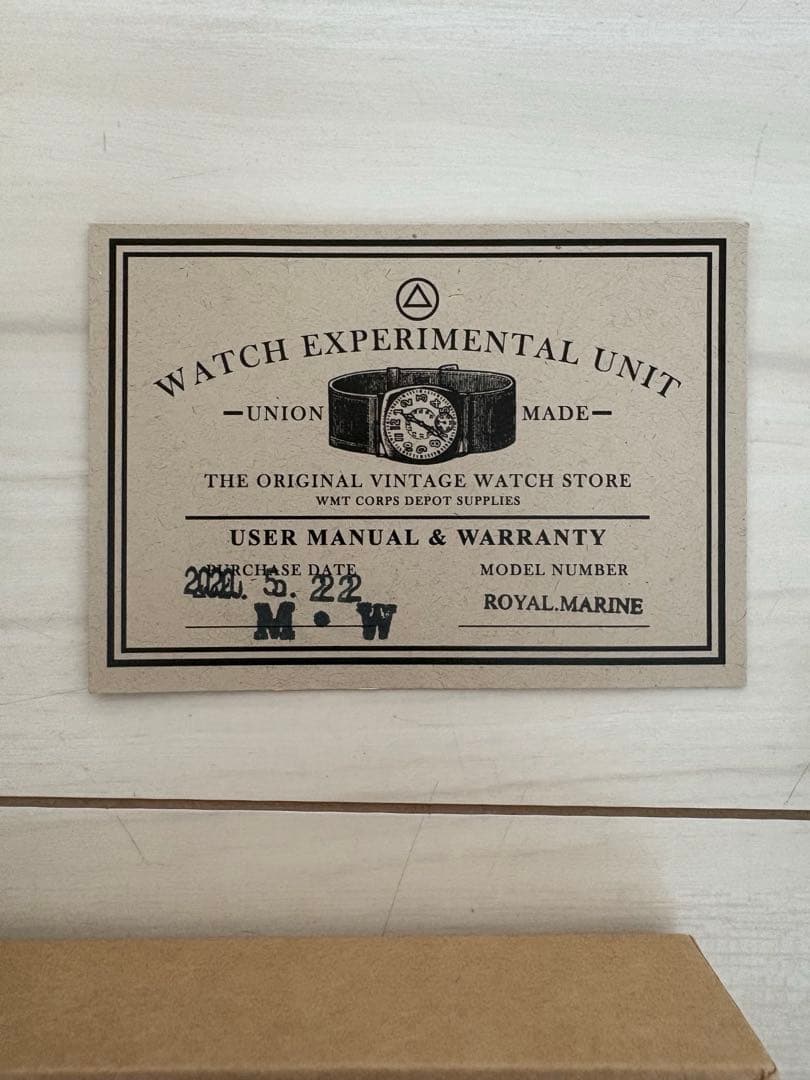 WATCH EXPERIMENTAL UNIT
UNION MADE
THE ORIGINAL VINTAGE WATCH STORE
WMT CORPS DEPOT SUPPLIES
USER MANUAL & WARRANTY
PURCHASE DATE MODEL NUMBER
5. 22
ROYAL.MARINE
M • W